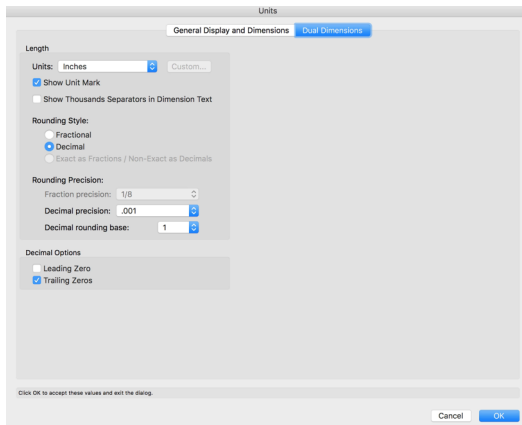 Units
General Display and Dimensions Dual Dimensions
Length
Units: Inches Custom...
Show Unit Mark
Show Thousands Separators in Dimension Text
Rounding Style:
Fractional
Decimal
Exact as Fractions / Non-Exact as Decimals
Rounding Precision:
Fraction precision: 1/8
Decimal precision: .001
Decimal rounding base: 1
Decimal Options
Leading Zero
Trailing Zeros
Click OK to accept these values and exit the dialog.
Cancel OK